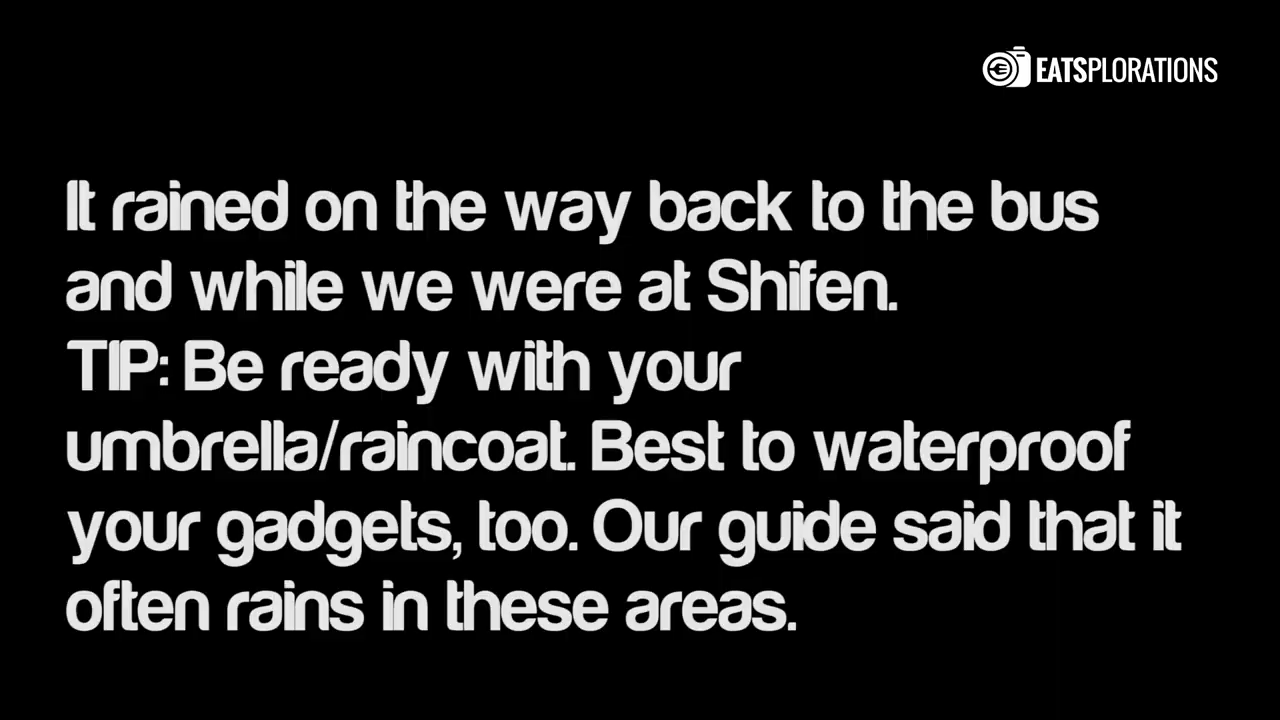 EATSPLORATIONS
It rained on the way back to the bus
and while we were at Shifen.
TIP: Be ready with your
umbrella/raincoat. Best to waterproof
your gadgets, too. Our guide said that it
often rains in these areas.